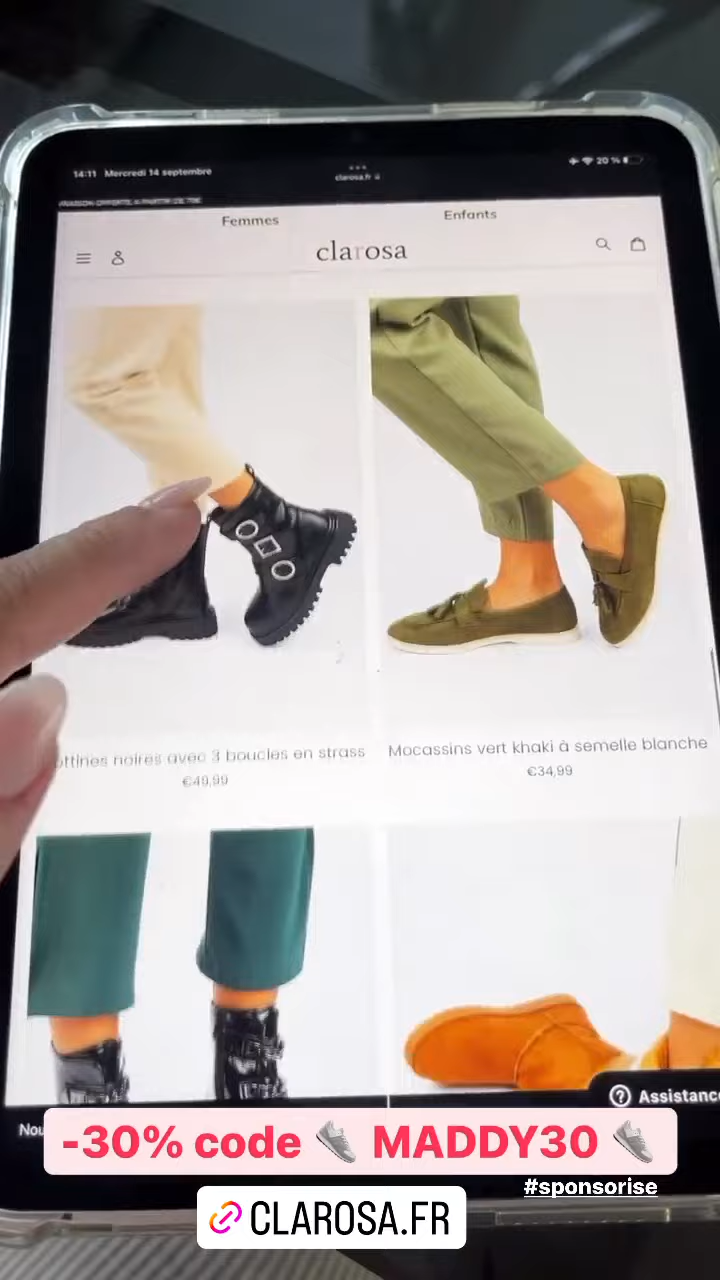 14:11 Mercredi 14 septembre
20 %
clarosa.fr
Femmes
Enfants
clarosa
ottines noires avec 3 boucles en strass
€49,99
Mocassins vert khaki à semelle blanche
€34,99
? Assistance
Nou
-30% code MADDY30
#sponsorise
CLAROSA.FR